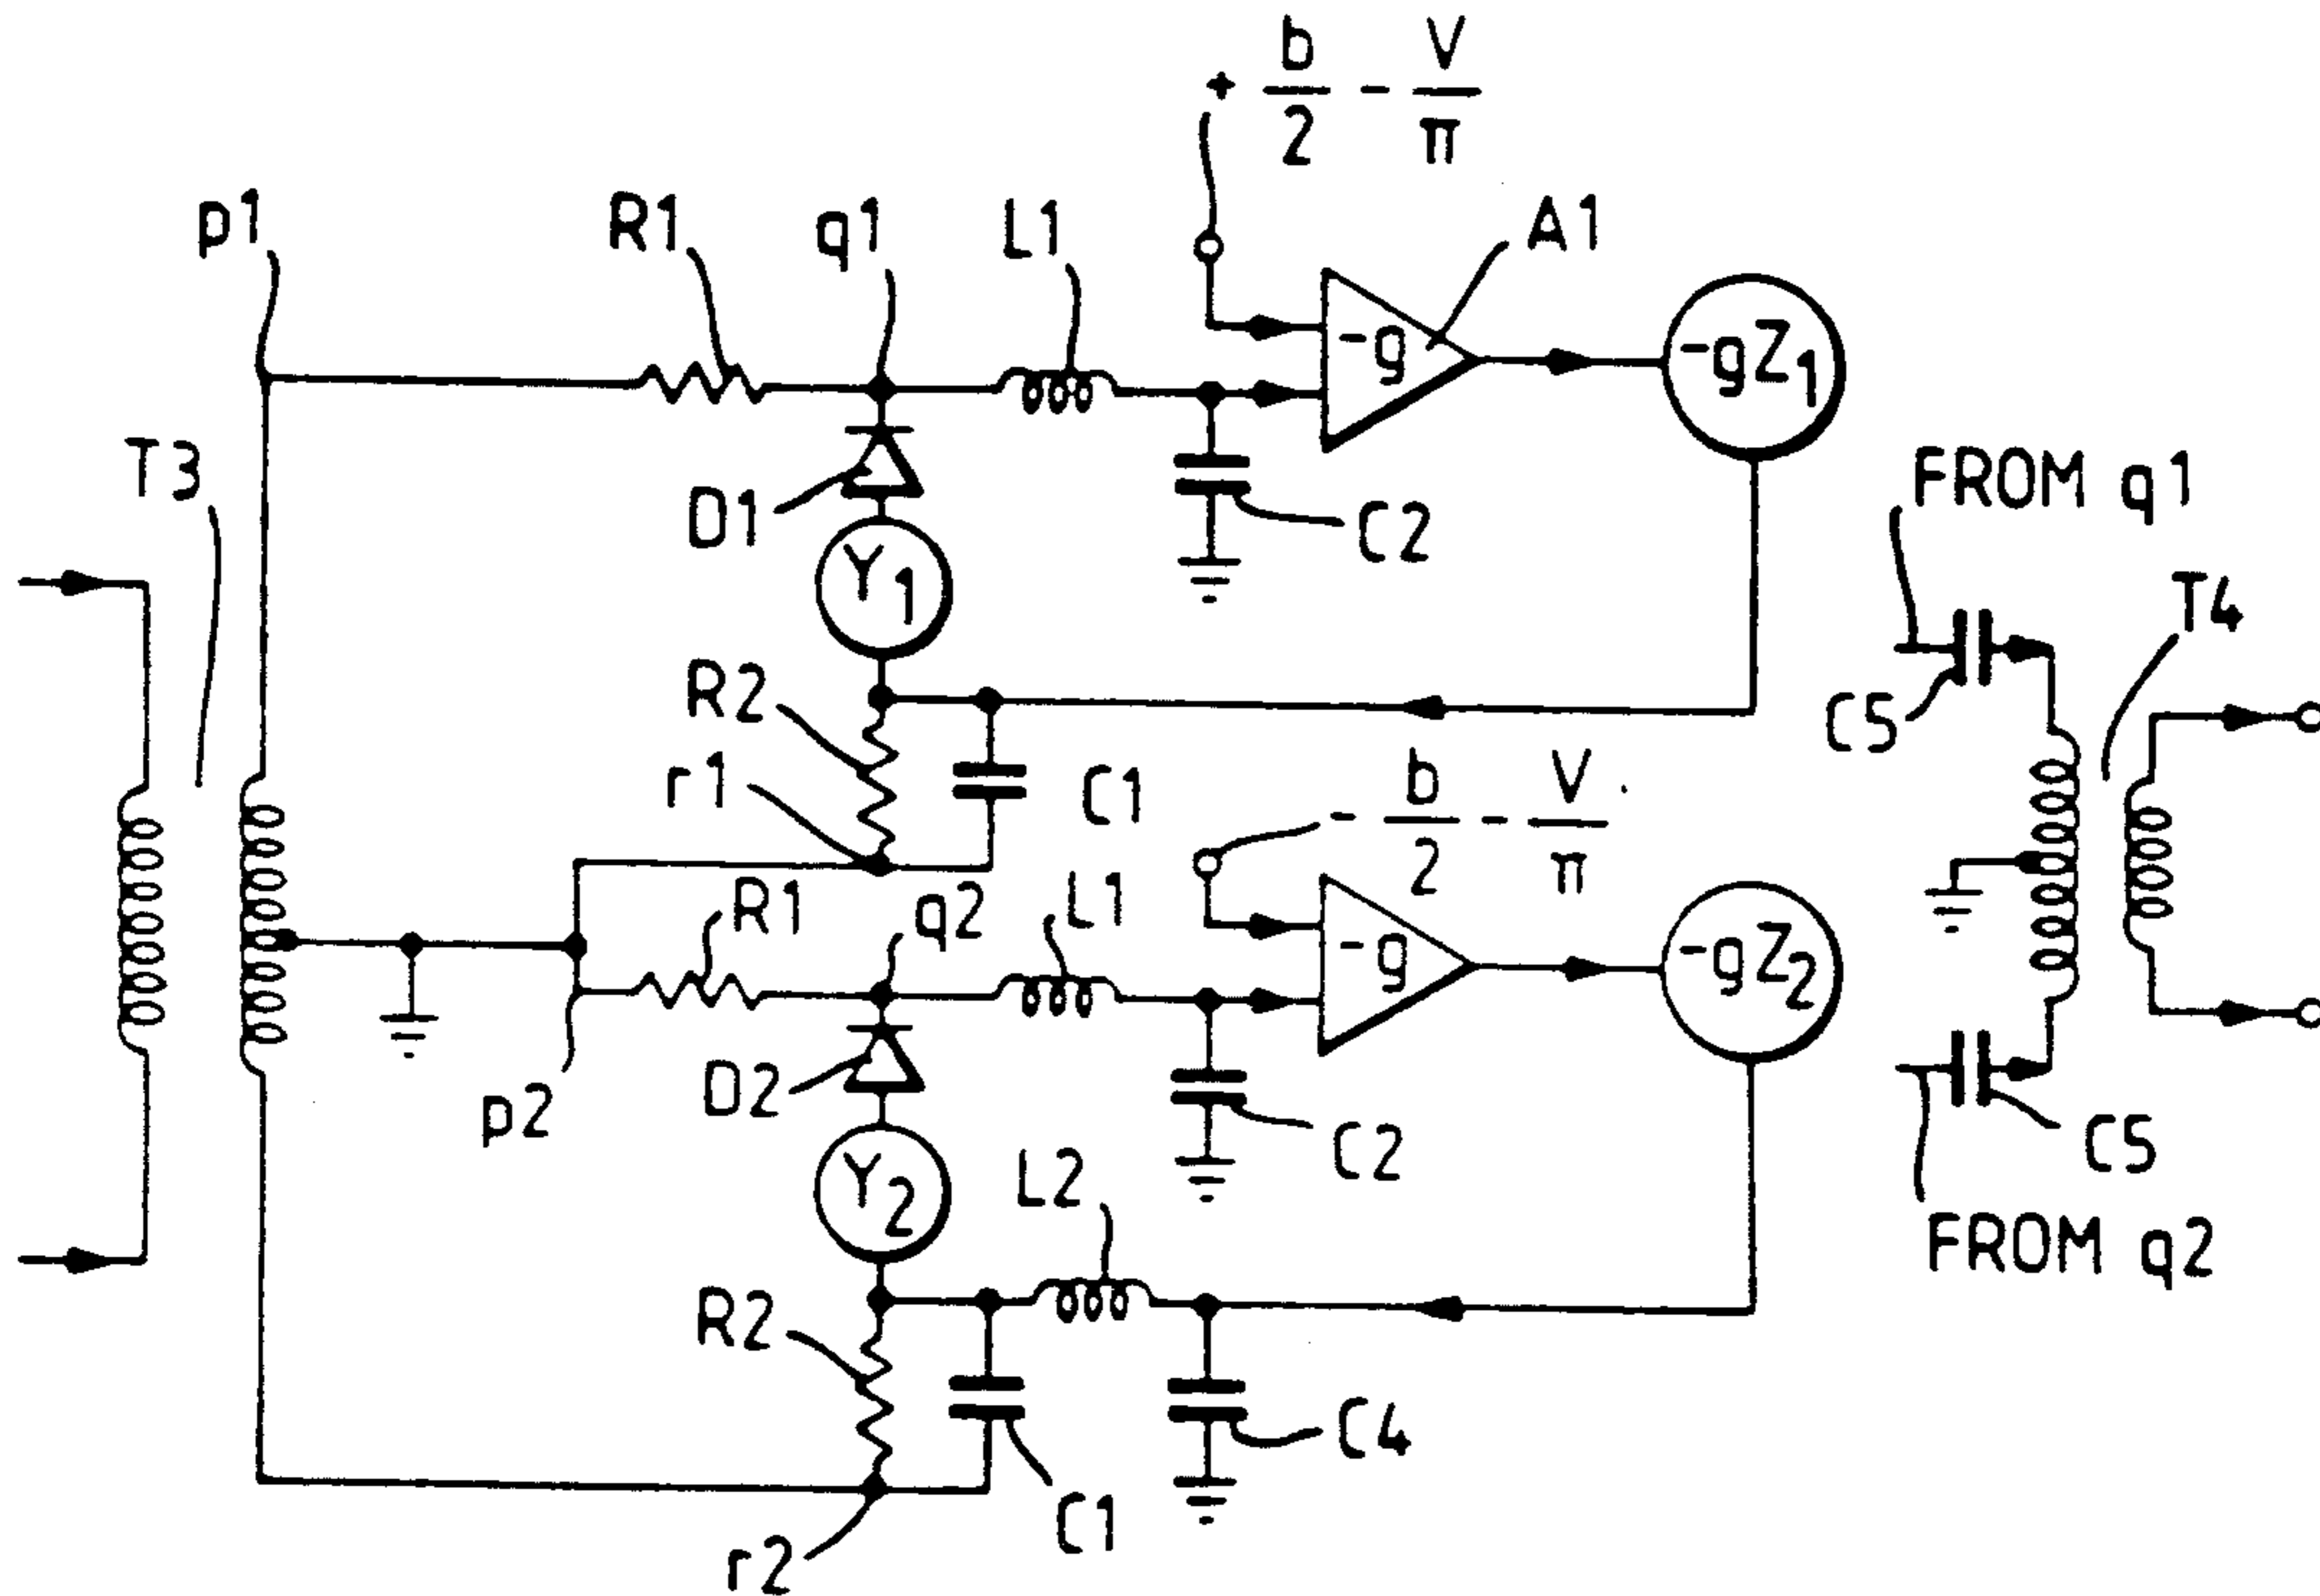 + b/2 - V/π
p1
R1
q1
L1
A1
-g
-gZ1
T3
D1
C2
FROM q1
Y1
T4
R2
C5
r1
C1
- b/2 - V/π
R1
q2
L1
-g
-gZ2
p2
D2
C2
C5
Y2
L2
FROM q2
R2
C4
C1
r2